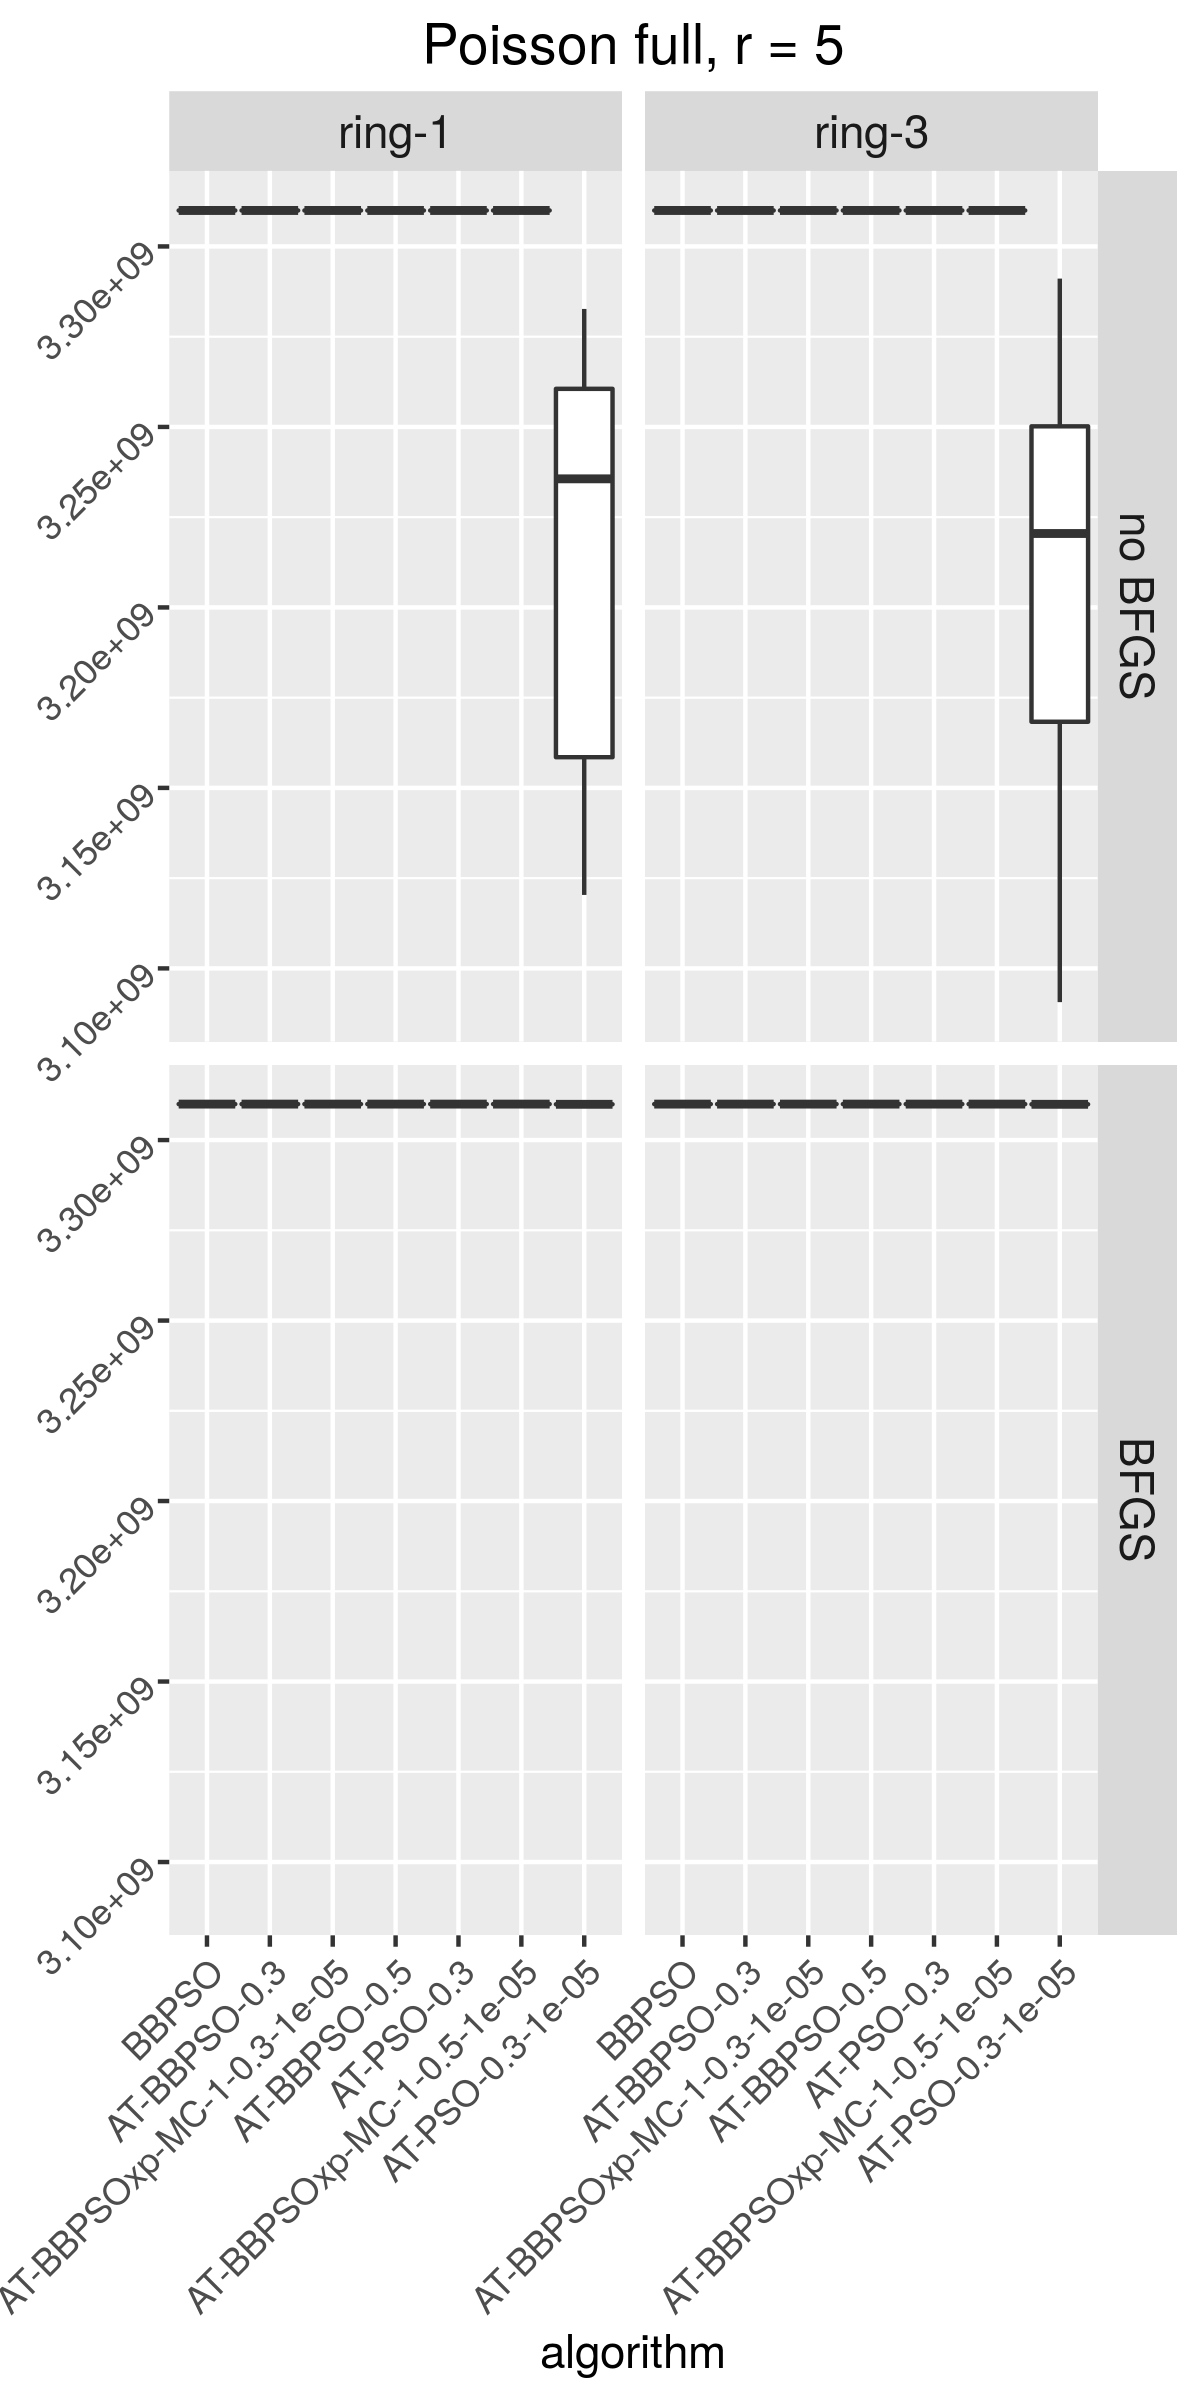 Poisson full, r = 5
ring-1
ring-3
3.30e+09
3.25e+09
3.20e+09
3.15e+09
3.10e+09
no BFGS
3.30e+09
3.25e+09
3.20e+09
3.15e+09
3.10e+09
BFGS
BBPSO
AT-BBPSO-0.3
AT-BBPSOxp-MC-1-0.3-1e-05
AT-BBPSO-0.5
AT-PSO-0.3
AT-BBPSOxp-MC-1-0.5-1e-05
AT-PSO-0.3-1e-05
BBPSO
AT-BBPSO-0.3
AT-BBPSOxp-MC-1-0.3-1e-05
AT-BBPSO-0.5
AT-PSO-0.3
AT-BBPSOxp-MC-1-0.5-1e-05
AT-PSO-0.3-1e-05
algorithm